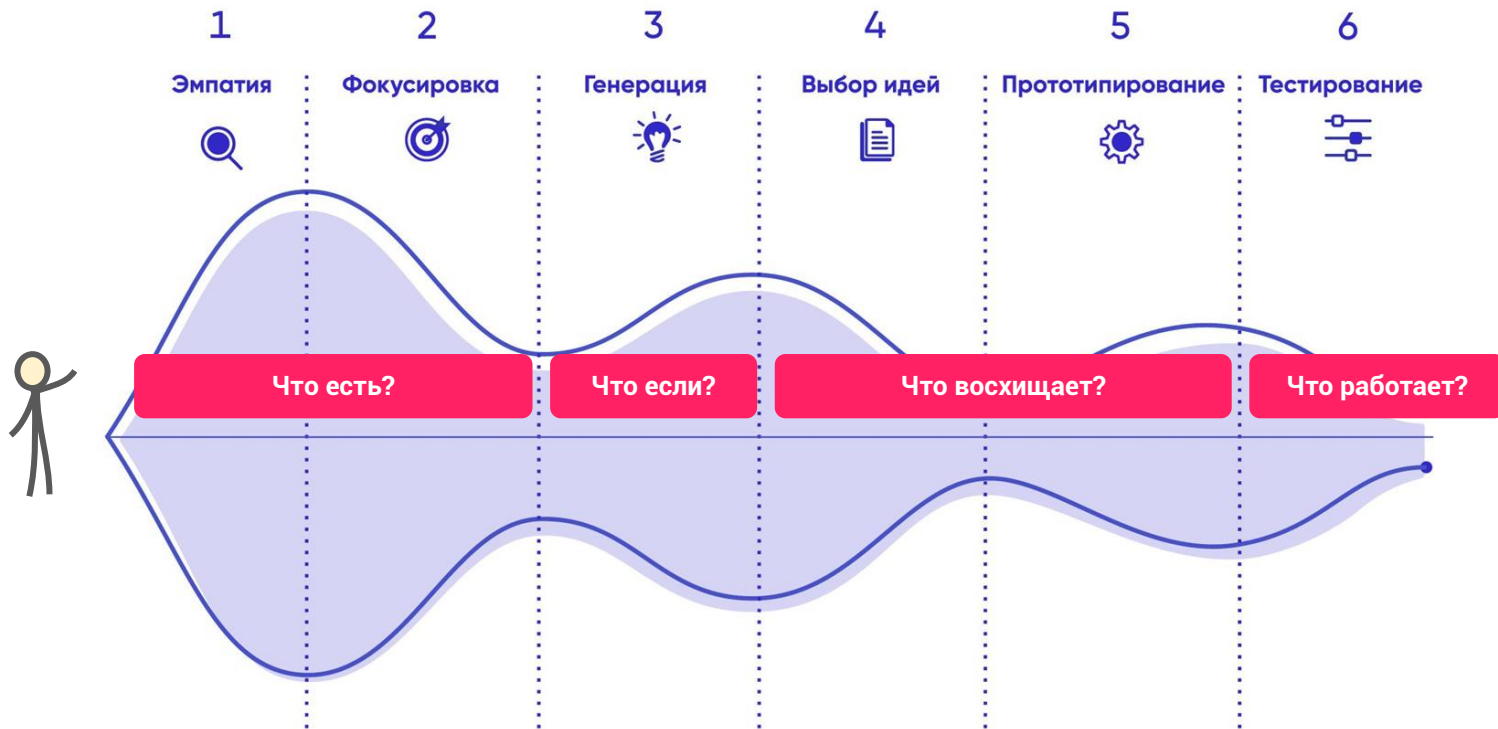 1
2
3
4
5
6
Эмпатия
Фокусировка
Генерация
Выбор идей
Прототипирование
Тестирование
Что есть?
Что если?
Что восхищает?
Что работает?